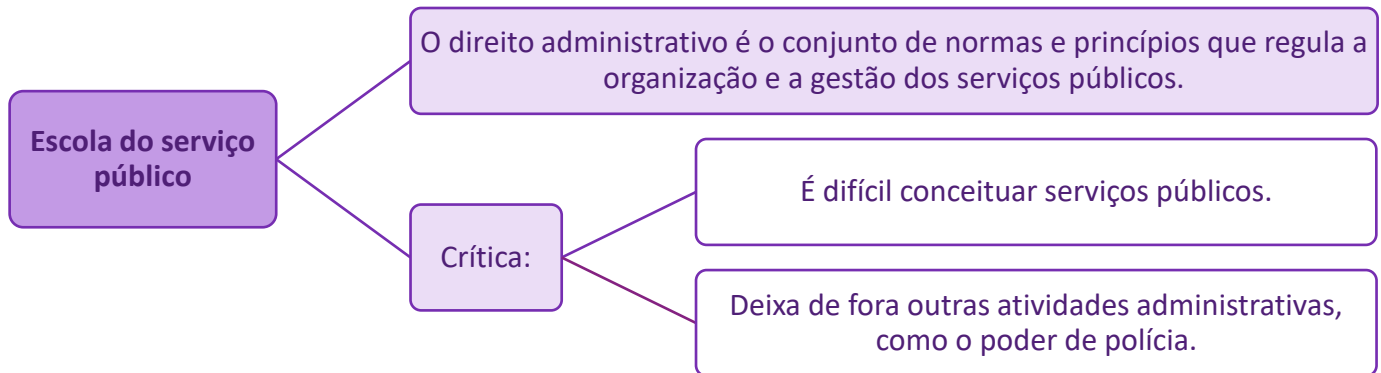 O direito administrativo é o conjunto de normas e princípios que regula a
organização e a gestão dos serviços públicos.
Escola do serviço
público
Crítica:
É difícil conceituar serviços públicos.
Deixa de fora outras atividades administrativas,
como o poder de polícia.